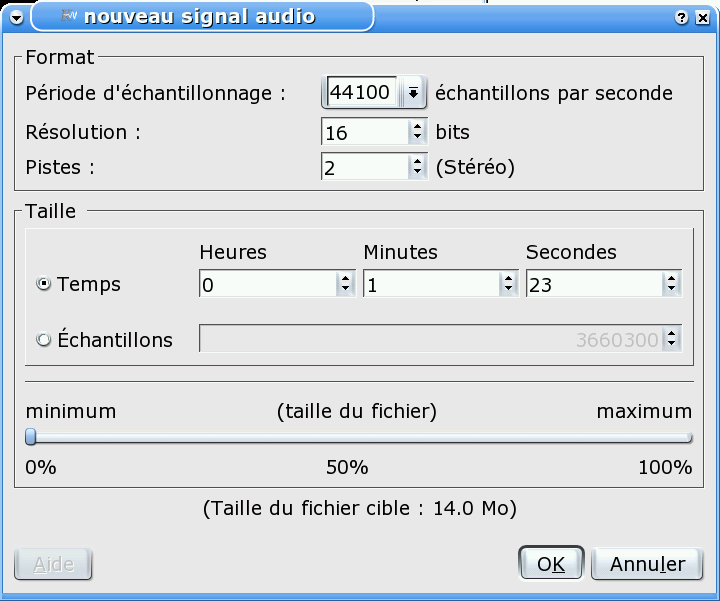 nouveau signal audio
Format
Période d'échantillonnage : 44100 échantillons par seconde
Résolution : 16 bits
Pistes : 2 (Stéréo)
Taille
Heures Minutes Secondes
Temps 0 1 23
Échantillons 3660300
minimum (taille du fichier) maximum
0% 50% 100%
(Taille du fichier cible : 14.0 Mo)
Aide OK Annuler